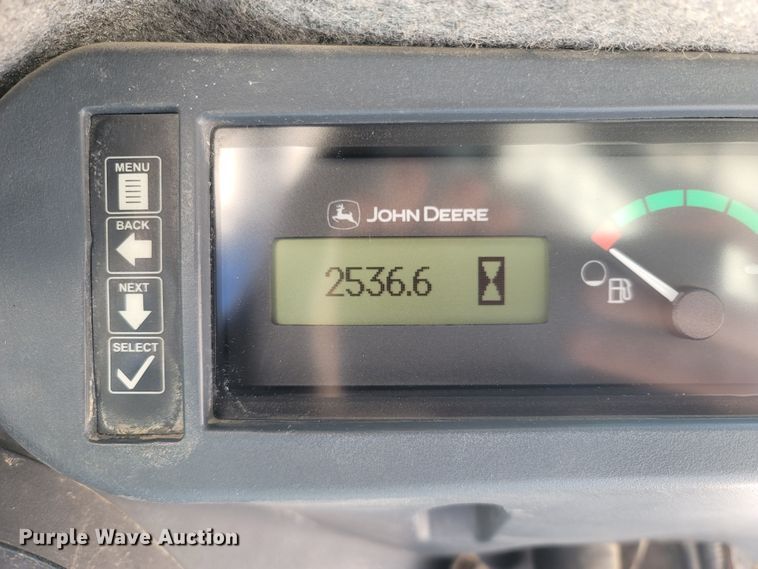 MENU
BACK
NEXT
SELECT
JOHN DEERE
2536.6
Purple Wave Auction